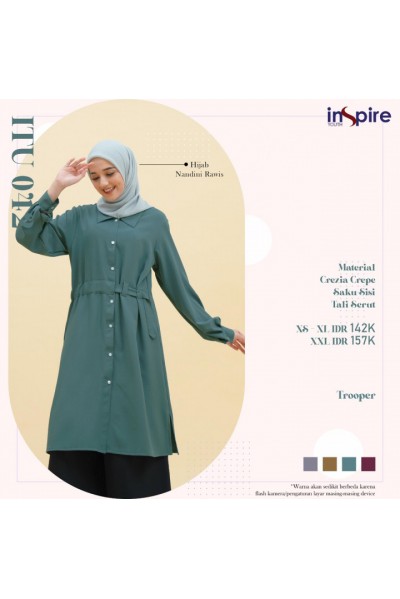 inspire
YOUTH
ITU 0212
Hijab
Nandini Rawis
Material
Crezia Crepe
Saku Sisi
Tali Serut
XS - XL IDR 142K
XXL IDR 157K
Trooper
*Warna akan sedikit berbeda karena
flash kamera/pengaturan layar masing-masing device